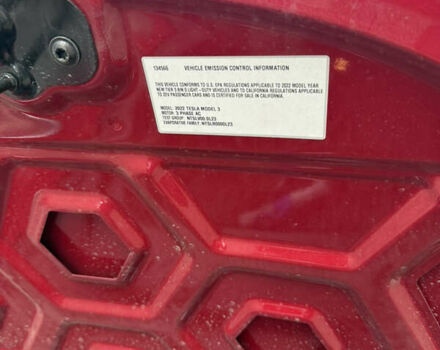 134566 VEHICLE EMISSION CONTROL INFORMATION
THIS VEHICLE CONFORMS TO U.S. EPA REGULATIONS APPLICABLE TO 2022 MODEL YEAR
NEW TIER 3 BIN 0 LIGHT - DUTY VEHICLES AND TO CALIFORNIA REGULATIONS APPLICABLE
TO ZEV PASSENGER CARS AND IS CERTIFIED FOR SALE IN CALIFORNIA.
MODEL: 2022 TESLA MODEL 3
MOTOR: 3 PHASE AC
TEST GROUP:
EVAPORATIVE FAMILY: